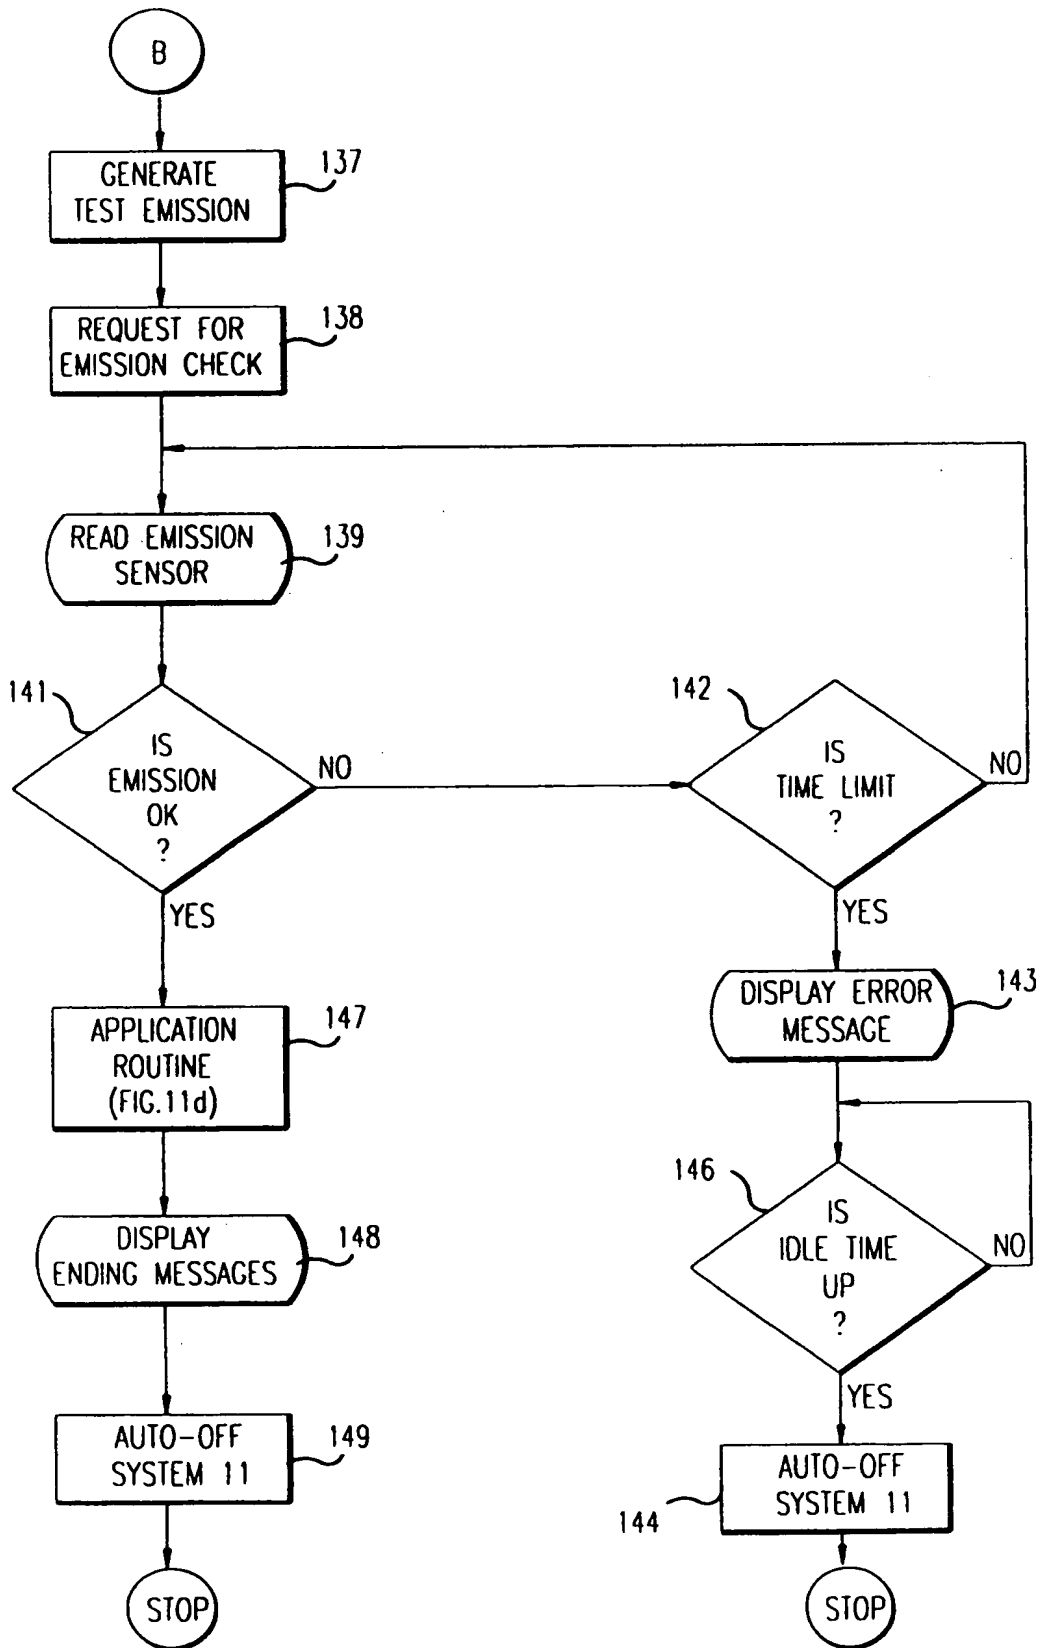 B
GENERATE
TEST EMISSION
137
REQUEST FOR
EMISSION CHECK
138
READ EMISSION
SENSOR
139
141
IS
EMISSION
OK
?
NO
YES
142
IS
TIME LIMIT
?
NO
YES
DISPLAY ERROR
MESSAGE
143
146
IS
IDLE TIME
UP
?
NO
YES
AUTO-OFF
SYSTEM 11
144
STOP
APPLICATION
ROUTINE
(FIG.11d)
147
DISPLAY
ENDING MESSAGES
148
AUTO-OFF
SYSTEM 11
149
STOP